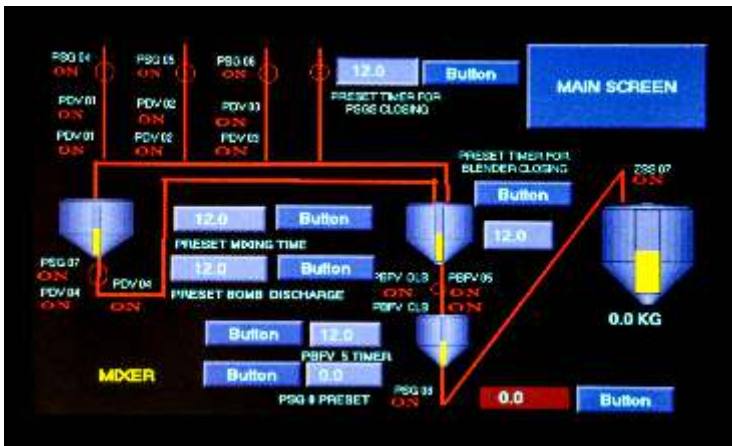 PSG 04
ON
PSG 05
ON
PSG 06
ON
12.0
Button
PRESET TIMER FOR
PSGS CLOSING
MAIN SCREEN
PDV 01
ON
PDV 02
ON
PDV 03
ON
PDV 01
ON
PDV 02
ON
PDV 03
ON
PRESET TIMER FOR
BLENDER CLOSING
Button
12.0
ZSS 07
ON
12.0
Button
PRESET MIXING TIME
12.0
Button
PRESET BOMB DISCHARGE
PSG 07
ON
PDV 04
ON
PDV 04
ON
ON
PBFV 05
ON
ON
0.0 KG
Button
12.0
PBFV 5 TIMER
MIXER
Button
0.0
PSG 8 PRESET
PSG 08
ON
0.0
Button